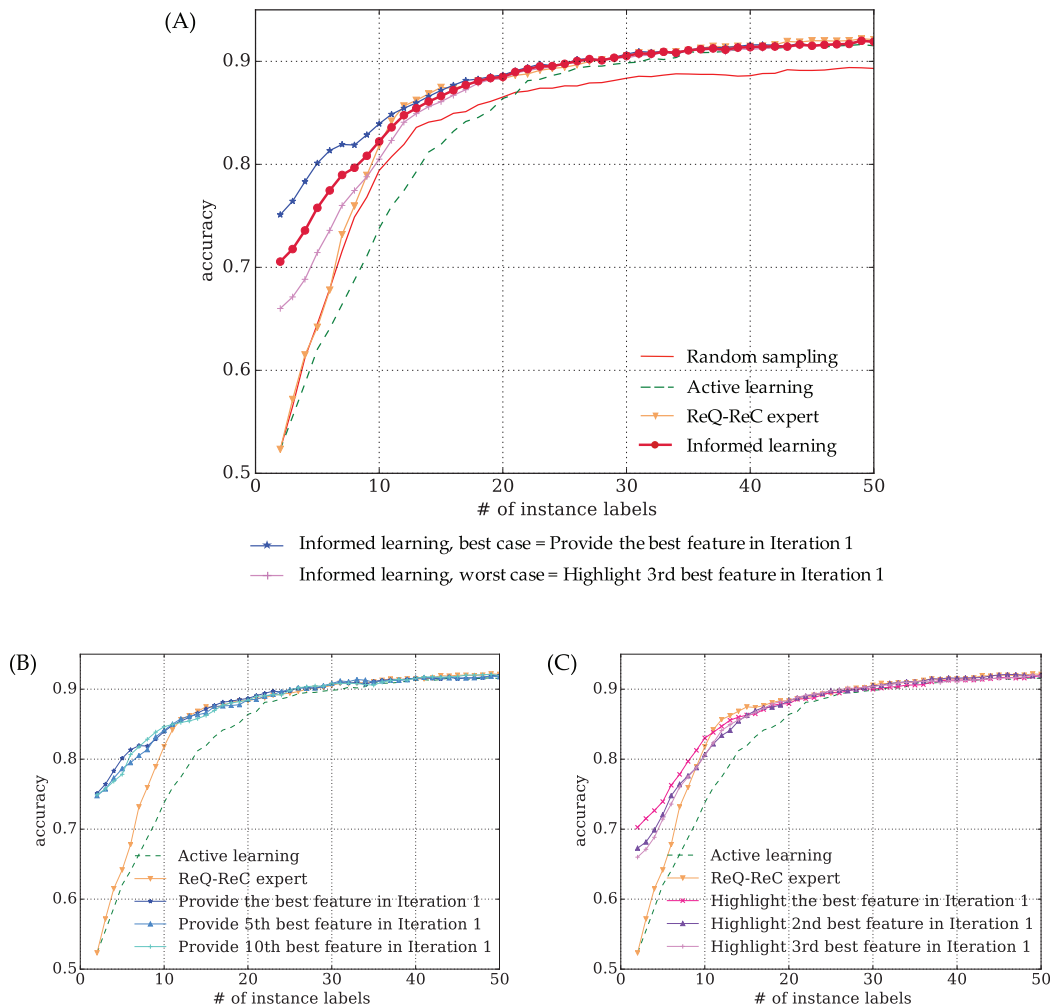 (A)
0.9
0.8
0.7
0.6
0.5
accuracy
Random sampling
Active learning
ReQ-ReC expert
Informed learning
0 10 20 30 40 50
# of instance labels
Informed learning, best case = Provide the best feature in Iteration 1
Informed learning, worst case = Highlight 3rd best feature in Iteration 1
(B)
0.9
0.8
0.7
0.6
0.5
accuracy
Active learning
ReQ-ReC expert
Provide the best feature in Iteration 1
Provide 5th best feature in Iteration 1
Provide 10th best feature in Iteration 1
0 10 20 30 40 50
# of instance labels
(C)
0.9
0.8
0.7
0.6
0.5
accuracy
Active learning
ReQ-ReC expert
Highlight the best feature in Iteration 1
Highlight 2nd best feature in Iteration 1
Highlight 3rd best feature in Iteration 1
0 10 20 30 40 50
# of instance labels